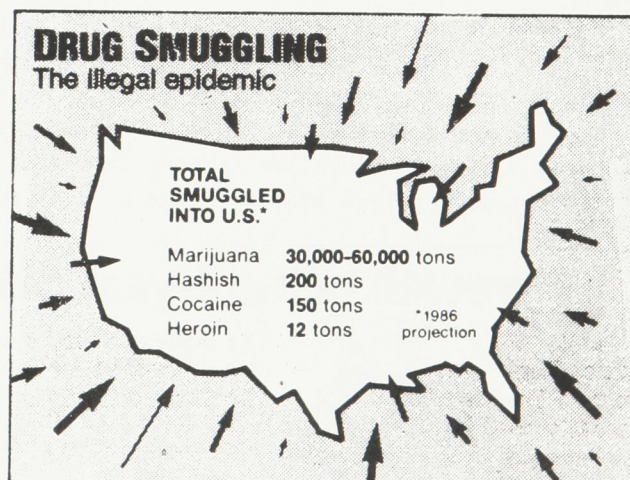 DRUG SMUGGLING
The illegal epidemic
TOTAL
SMUGGLED
INTO U.S.*
Marijuana 30,000-60,000 tons
Hashish 200 tons
Cocaine 150 tons
Heroin 12 tons
*1986
projection